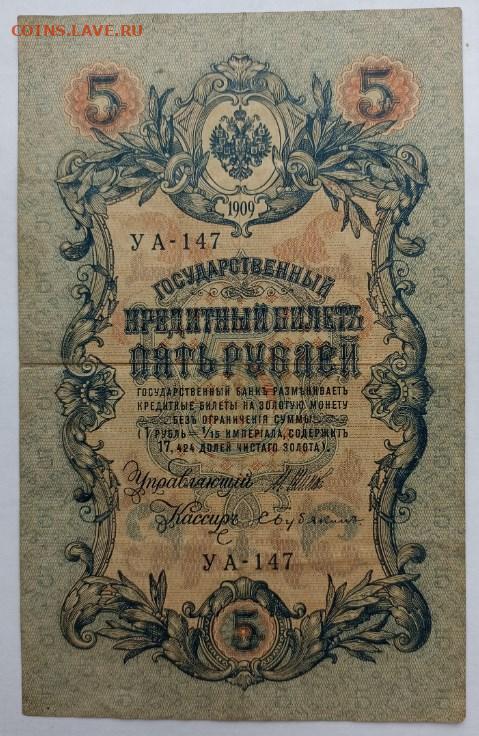 COINS.LAVE.RU
5 5
1909
УА-147
ГОСУДАРСТВЕННЫЙ
КРЕДИТНЫЙ БИЛЕТЪ
ПЯТЬ РУБЛЕЙ
ГОСУДАРСТВЕННЫЙ БАНКЪ РАЗМѢНИВАЕТЪ
КРЕДИТНЫЕ БИЛЕТЫ НА ЗОЛОТУЮ МОНЕТУ
БЕЗЪ ОГРАНИЧЕНІЯ СУММЫ
(1 РУБЛЬ = 1/15 ИМПЕРІАЛА, СОДЕРЖИТЪ
17,424 ДОЛЕЙ ЧИСТАГО ЗОЛОТА).
Управляющій
Кассиръ
УА-147
5